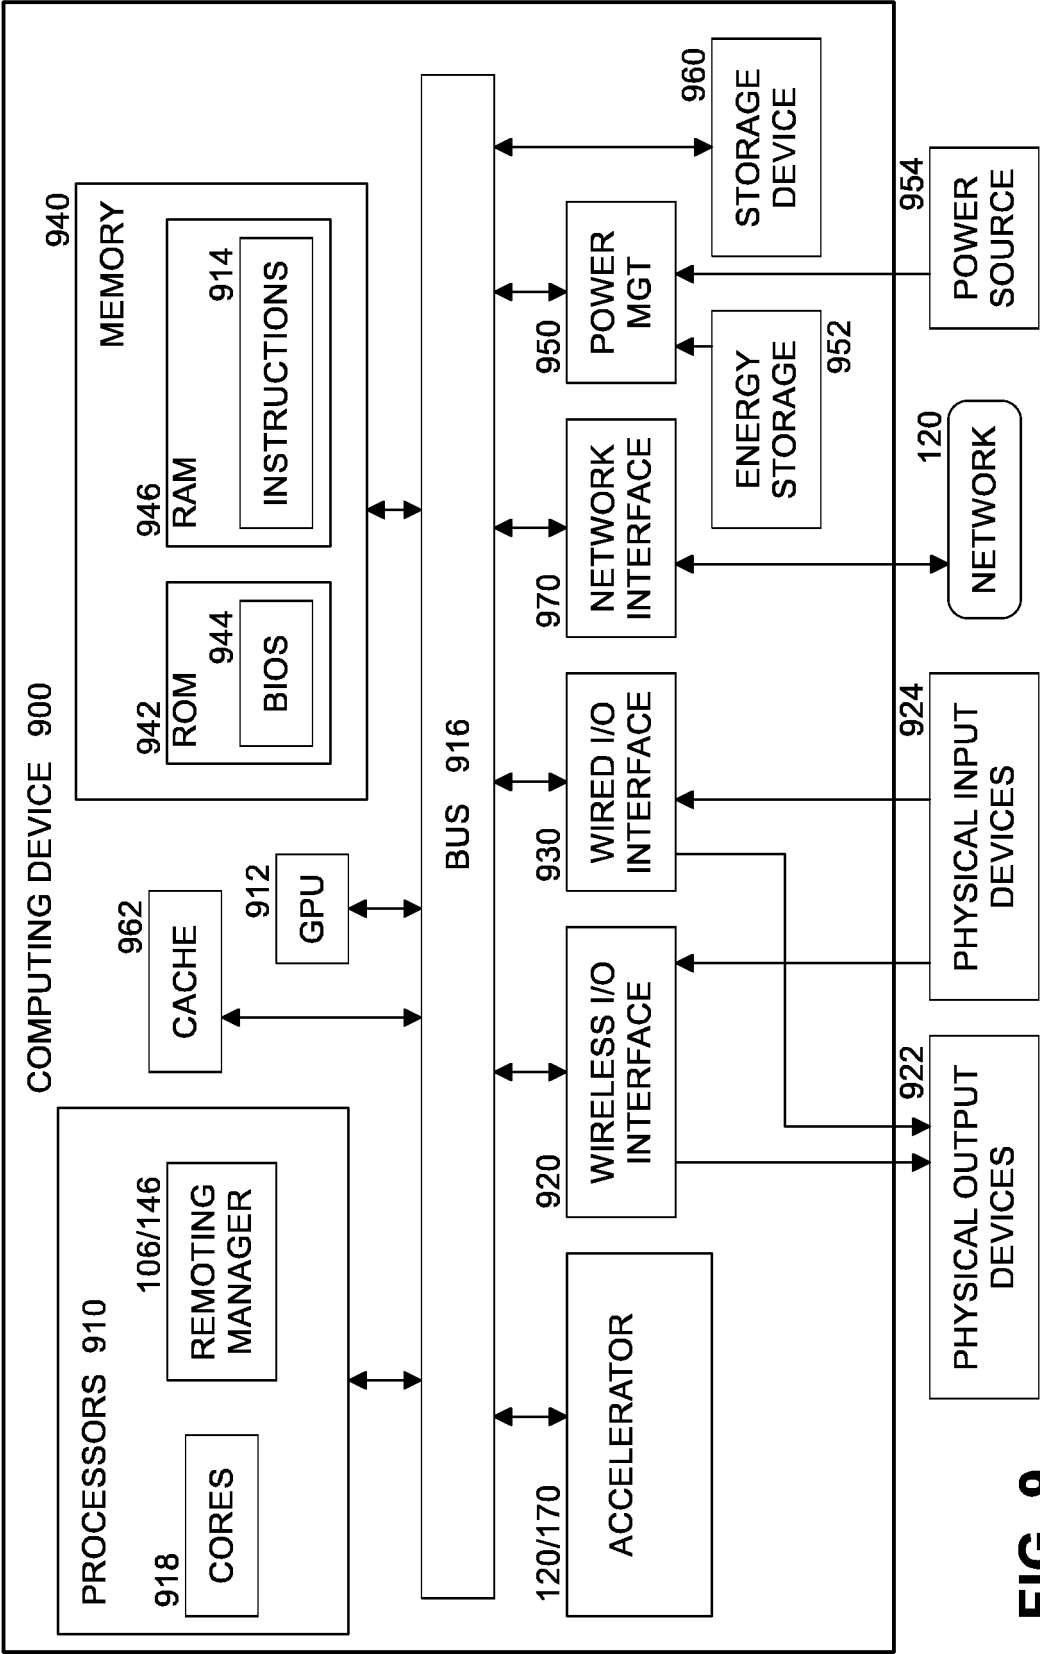 COMPUTING DEVICE 900
PROCESSORS 910
918
CORES
106/146
REMOTING
MANAGER
962
CACHE
912
GPU
940
MEMORY
942
ROM
944
BIOS
946
RAM
914
INSTRUCTIONS
BUS 916
120/170
ACCELERATOR
920
WIRELESS I/O
INTERFACE
930
WIRED I/O
INTERFACE
970
NETWORK
INTERFACE
950
POWER
MGT
960
STORAGE
DEVICE
ENERGY
STORAGE
952
922
PHYSICAL OUTPUT
DEVICES
924
PHYSICAL INPUT
DEVICES
120
NETWORK
954
POWER
SOURCE
FIG. 9